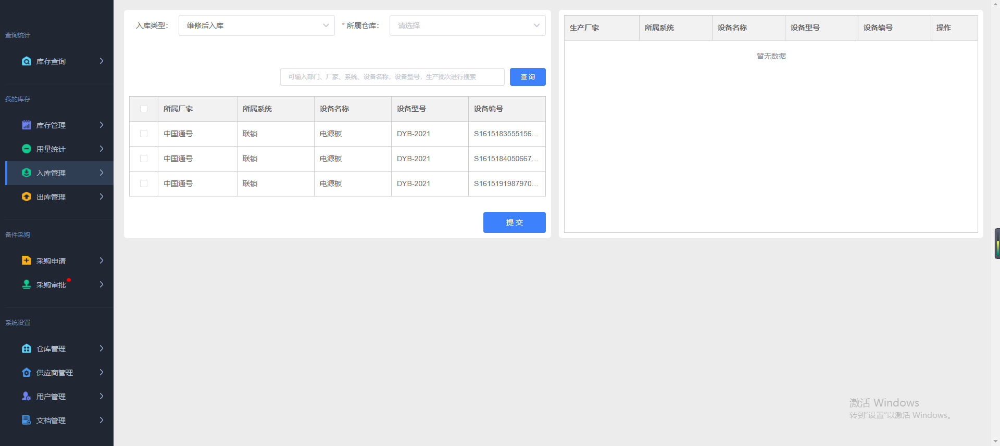 查询统计
库存查询
我的库存
库存管理
用量统计
入库管理
出库管理
备件采购
采购申请
采购审批
系统设置
仓库管理
供应商管理
用户管理
文档管理
入库类型： 维修后入库 * 所属仓库： 请选择
可输入部门、厂家、系统、设备名称，设备型号，生产批次进行搜索 查 询
所属厂家 所属系统 设备名称 设备型号 设备编号
中国通号 联锁 电源板 DYB-2021 S1615183555156...
中国通号 联锁 电源板 DYB-2021 S1615184050667...
中国通号 联锁 电源板 DYB-2021 S1615191987970...
提 交
生产厂家 所属系统 设备名称 设备型号 设备编号 操作
暂无数据
激活 Windows
转到“设置”以激活 Windows。